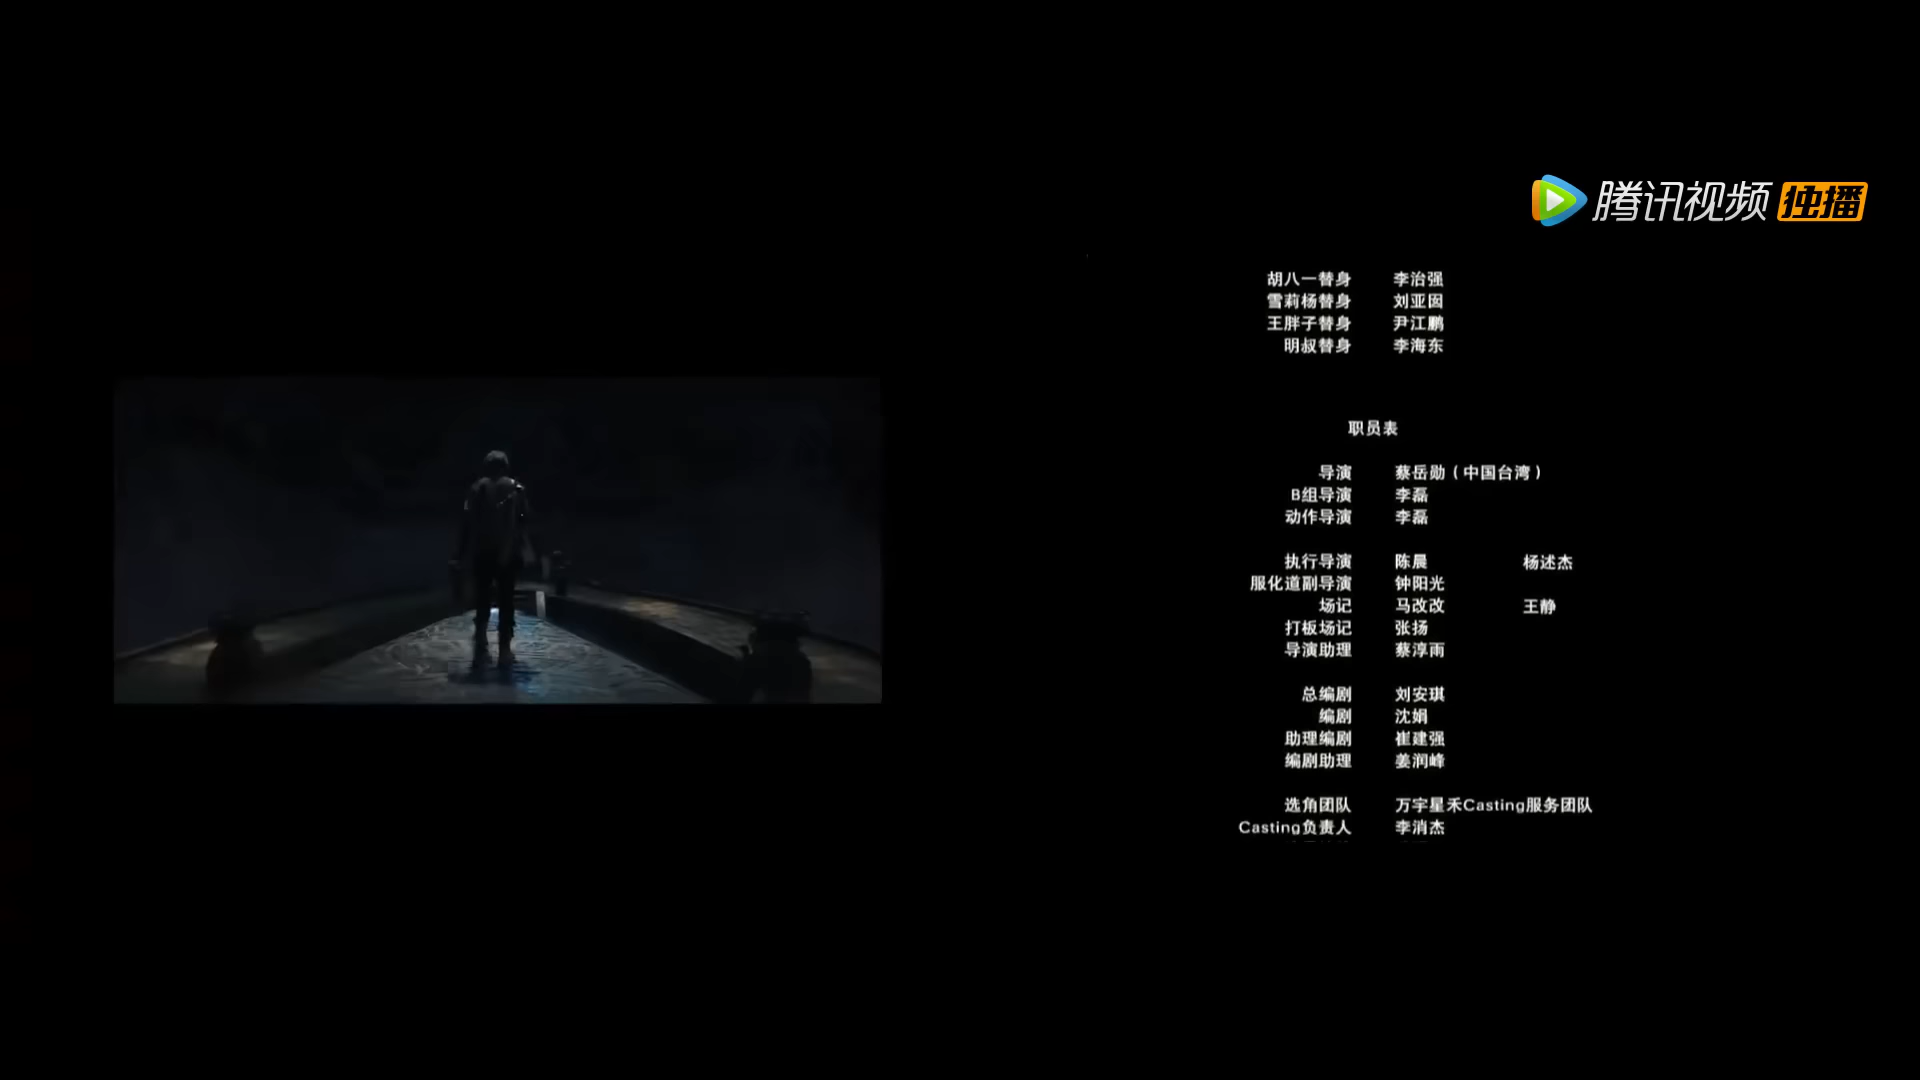 腾讯视频 独播
胡八一替身 李治强
雪莉杨替身 刘亚囡
王胖子替身 尹江鹏
明叔替身 李海东
职员表
导演 蔡岳勋（中国台湾）
B组导演 李磊
动作导演 李磊
执行导演 陈晨 杨述杰
服化道副导演 钟阳光
场记 马改改 王静
打板场记 张扬
导演助理 蔡淳雨
总编剧 刘安琪
编剧 沈娟
助理编剧 崔建强
编剧助理 姜润峰
选角团队 万宇星禾Casting服务团队
Casting负责人 李消杰